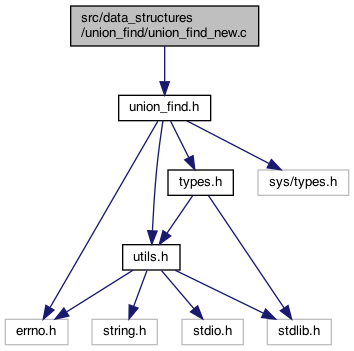 src/data_structures
/union_find/union_find_new.c
union_find.h
types.h
sys/types.h
utils.h
errno.h
string.h
stdio.h
stdlib.h